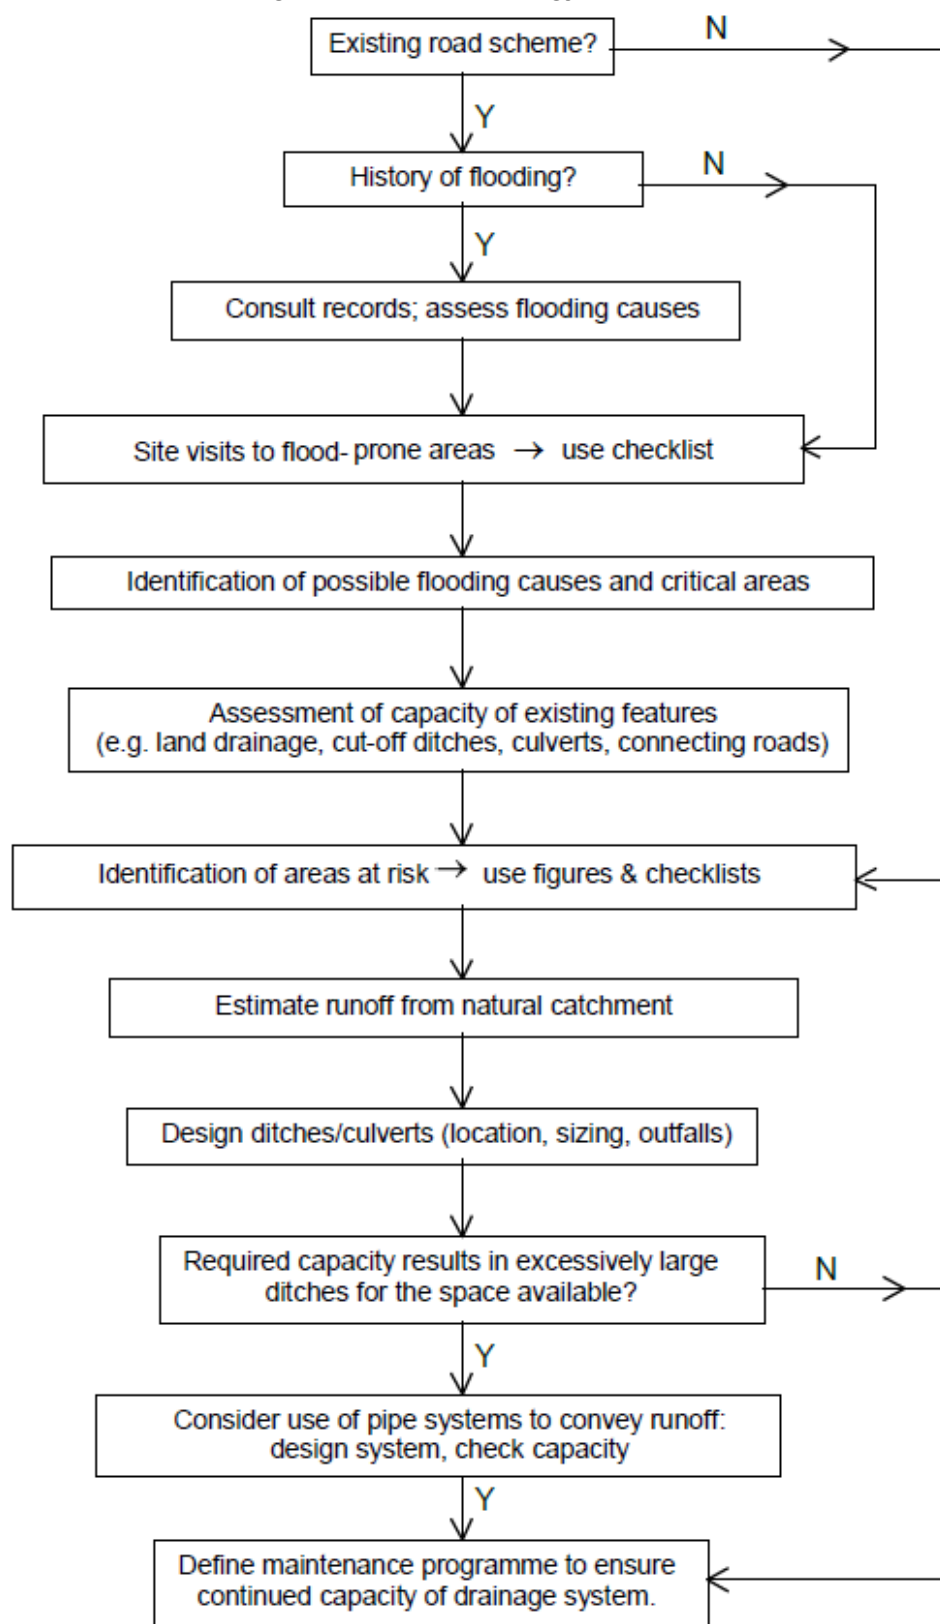 Existing road scheme?
N
Y
History of flooding?
N
Y
Consult records; assess flooding causes
Site visits to flood- prone areas → use checklist
Identification of possible flooding causes and critical areas
Assessment of capacity of existing features
(e.g. land drainage, cut-off ditches, culverts, connecting roads)
Identification of areas at risk → use figures & checklists
Estimate runoff from natural catchment
Design ditches/culverts (location, sizing, outfalls)
Required capacity results in excessively large
ditches for the space available?
N
Y
Consider use of pipe systems to convey runoff:
design system, check capacity
Y
Define maintenance programme to ensure
continued capacity of drainage system.